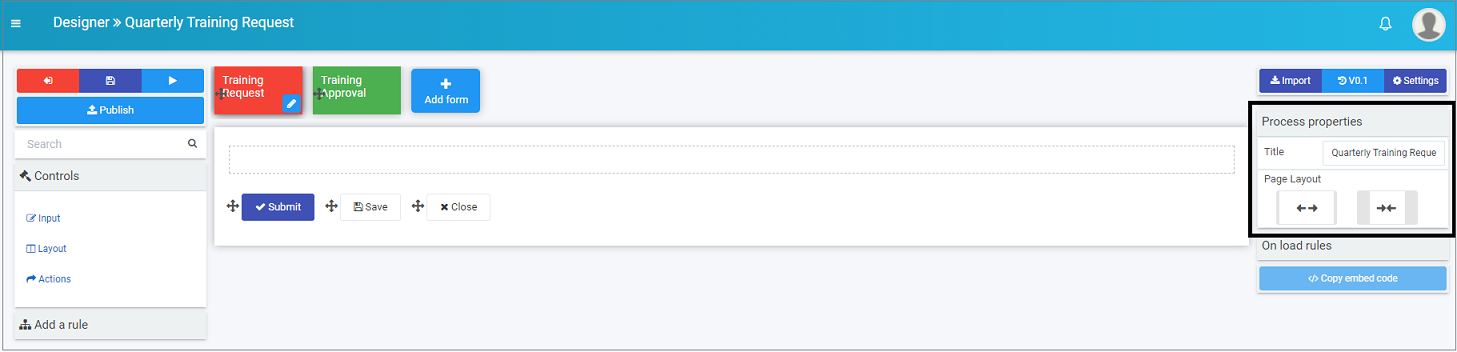 Designer » Quarterly Training Request
Publish
Search
Controls
Input
Layout
Actions
Add a rule
Training
Request
Training
Approval
Add form
Submit
Save
Close
Import
V0.1
Settings
Process properties
Title
Quarterly Training Reque
Page Layout
On load rules
</> Copy embed code